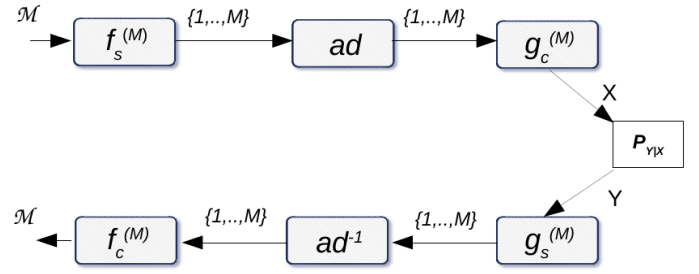 ℳ {1,..,M} {1,..,M}
f_s^(M) ad g_c^(M)
X
P_Y|X
Y
ℳ {1,..,M} {1,..,M}
f_c^(M) ad^-1 g_s^(M)